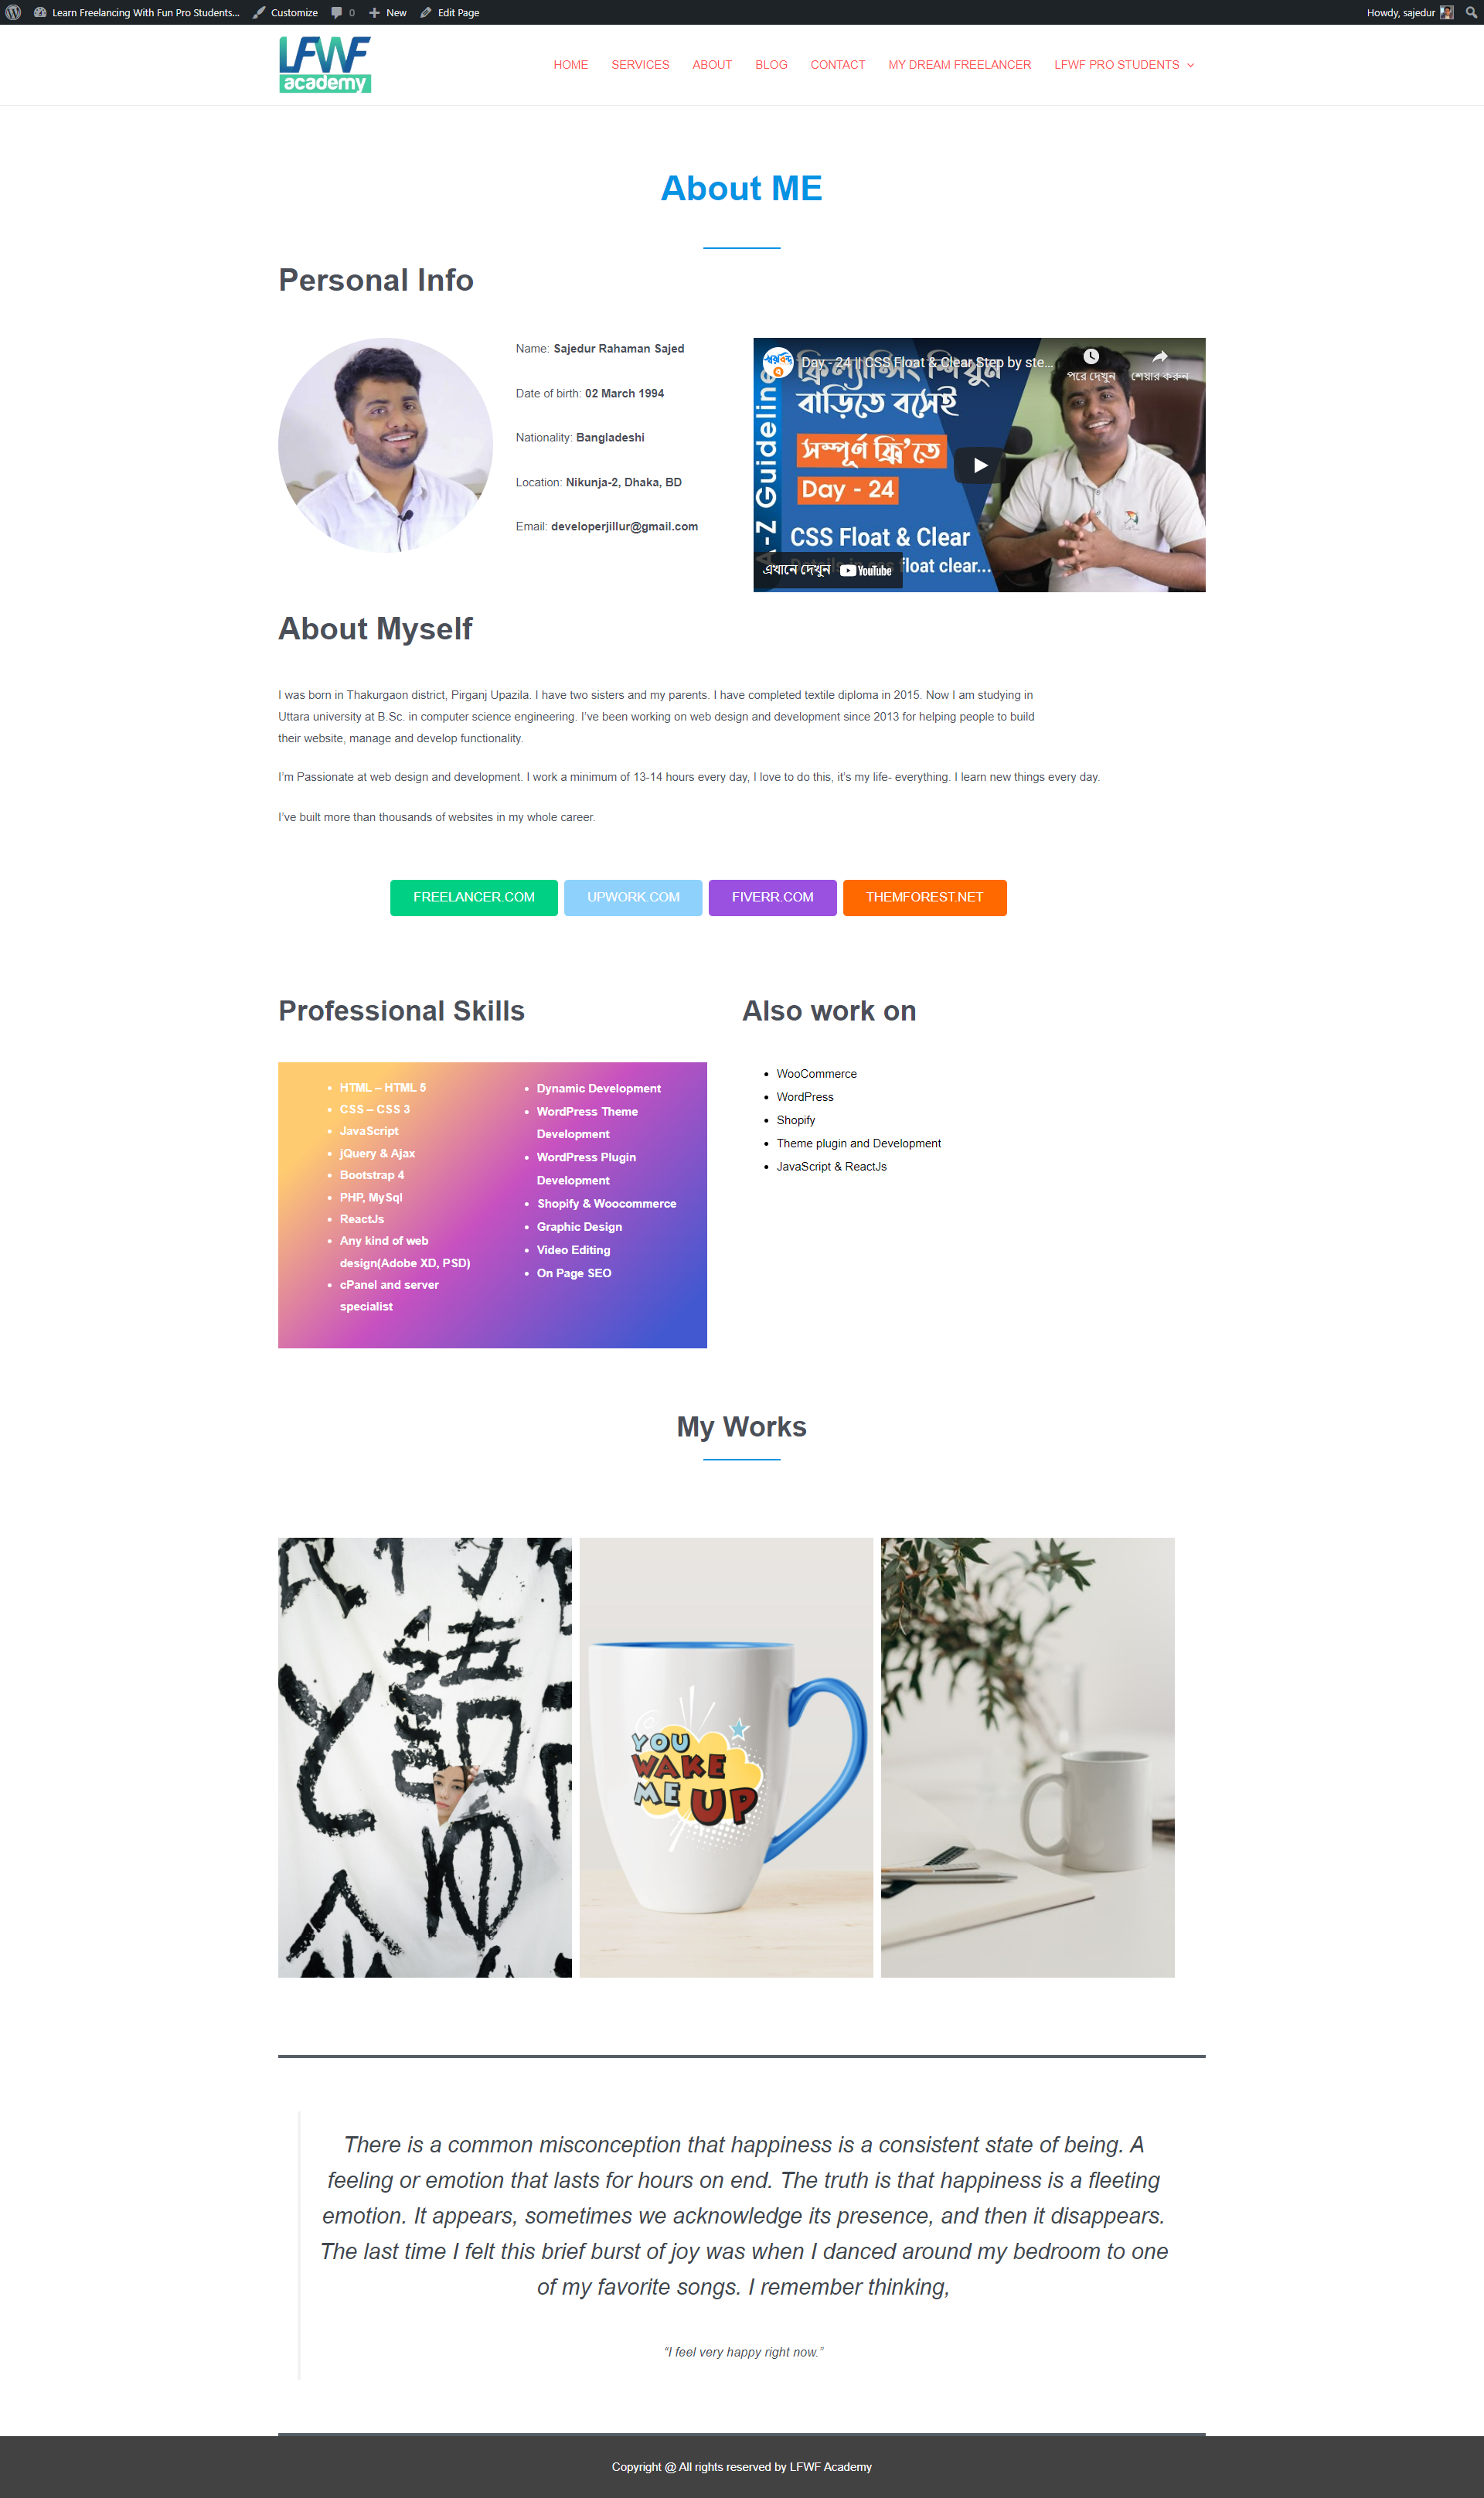 Learn Freelancing With Fun Pro Students...
Customize
0
New
Edit Page
Howdy, sajedur
LFWF
academy
HOME
SERVICES
ABOUT
BLOG
CONTACT
MY DREAM FREELANCER
LFWF PRO STUDENTS
About ME
Personal Info
Name: Sajedur Rahaman Sajed
Date of birth: 02 March 1994
Nationality: Bangladeshi
Location: Nikunja-2, Dhaka, BD
Email: developerjillur@gmail.com
Day - 24 || CSS Float & Clear Step by ste...
পরে দেখুন
শেয়ার করুন
ফ্রিল্যান্সিং শিখুন
বাড়িতে বসেই
সম্পূর্ণ ফ্রি'তে
Day - 24
CSS Float & Clear
float clear...
A-Z Guideline
এখানে দেখুন
YouTube
About Myself
I was born in Thakurgaon district, Pirganj Upazila. I have two sisters and my parents. I have completed textile diploma in 2015. Now I am studying in
Uttara university at B.Sc. in computer science engineering. I’ve been working on web design and development since 2013 for helping people to build
their website, manage and develop functionality.
I’m Passionate at web design and development. I work a minimum of 13-14 hours every day, I love to do this, it’s my life- everything. I learn new things every day.
I’ve built more than thousands of websites in my whole career.
FREELANCER.COM
UPWORK.COM
FIVERR.COM
THEMFOREST.NET
Professional Skills
HTML – HTML 5
CSS – CSS 3
JavaScript
jQuery & Ajax
Bootstrap 4
PHP, MySql
ReactJs
Any kind of web
design(Adobe XD, PSD)
cPanel and server
specialist
Dynamic Development
WordPress Theme
Development
WordPress Plugin
Development
Shopify & Woocommerce
Graphic Design
Video Editing
On Page SEO
Also work on
WooCommerce
WordPress
Shopify
Theme plugin and Development
JavaScript & ReactJs
My Works
YOU
WAKE
ME UP
There is a common misconception that happiness is a consistent state of being. A
feeling or emotion that lasts for hours on end. The truth is that happiness is a fleeting
emotion. It appears, sometimes we acknowledge its presence, and then it disappears.
The last time I felt this brief burst of joy was when I danced around my bedroom to one
of my favorite songs. I remember thinking,
“I feel very happy right now.”
Copyright @ All rights reserved by LFWF Academy